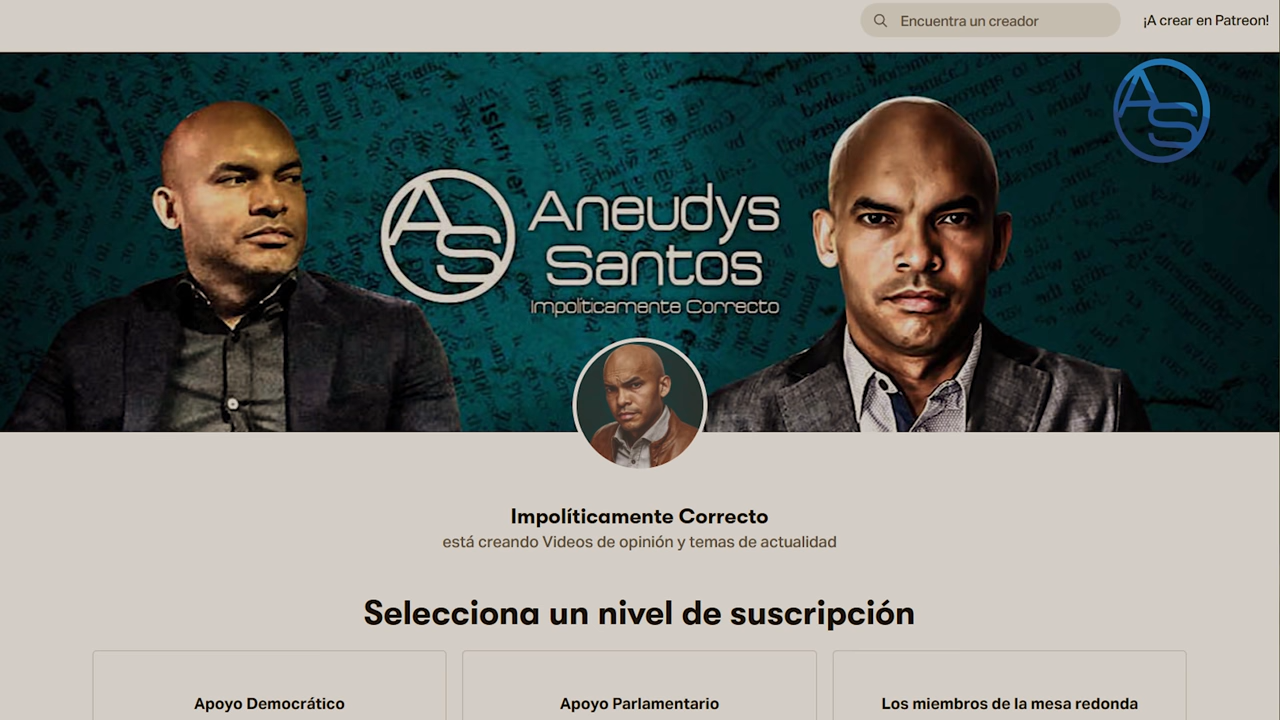 Encuentra un creador
¡A crear en Patreon!
AS
AS
Aneudys
Santos
Impolíticamente Correcto
Impolíticamente Correcto
está creando Videos de opinión y temas de actualidad
Selecciona un nivel de suscripción
Apoyo Democrático
Apoyo Parlamentario
Los miembros de la mesa redonda